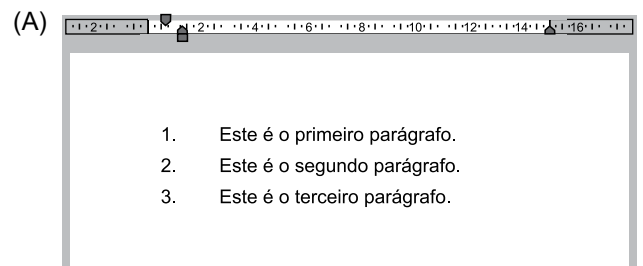 (A)
2 2 4 6 8 10 12 14 16
1. Este é o primeiro parágrafo.
2. Este é o segundo parágrafo.
3. Este é o terceiro parágrafo.